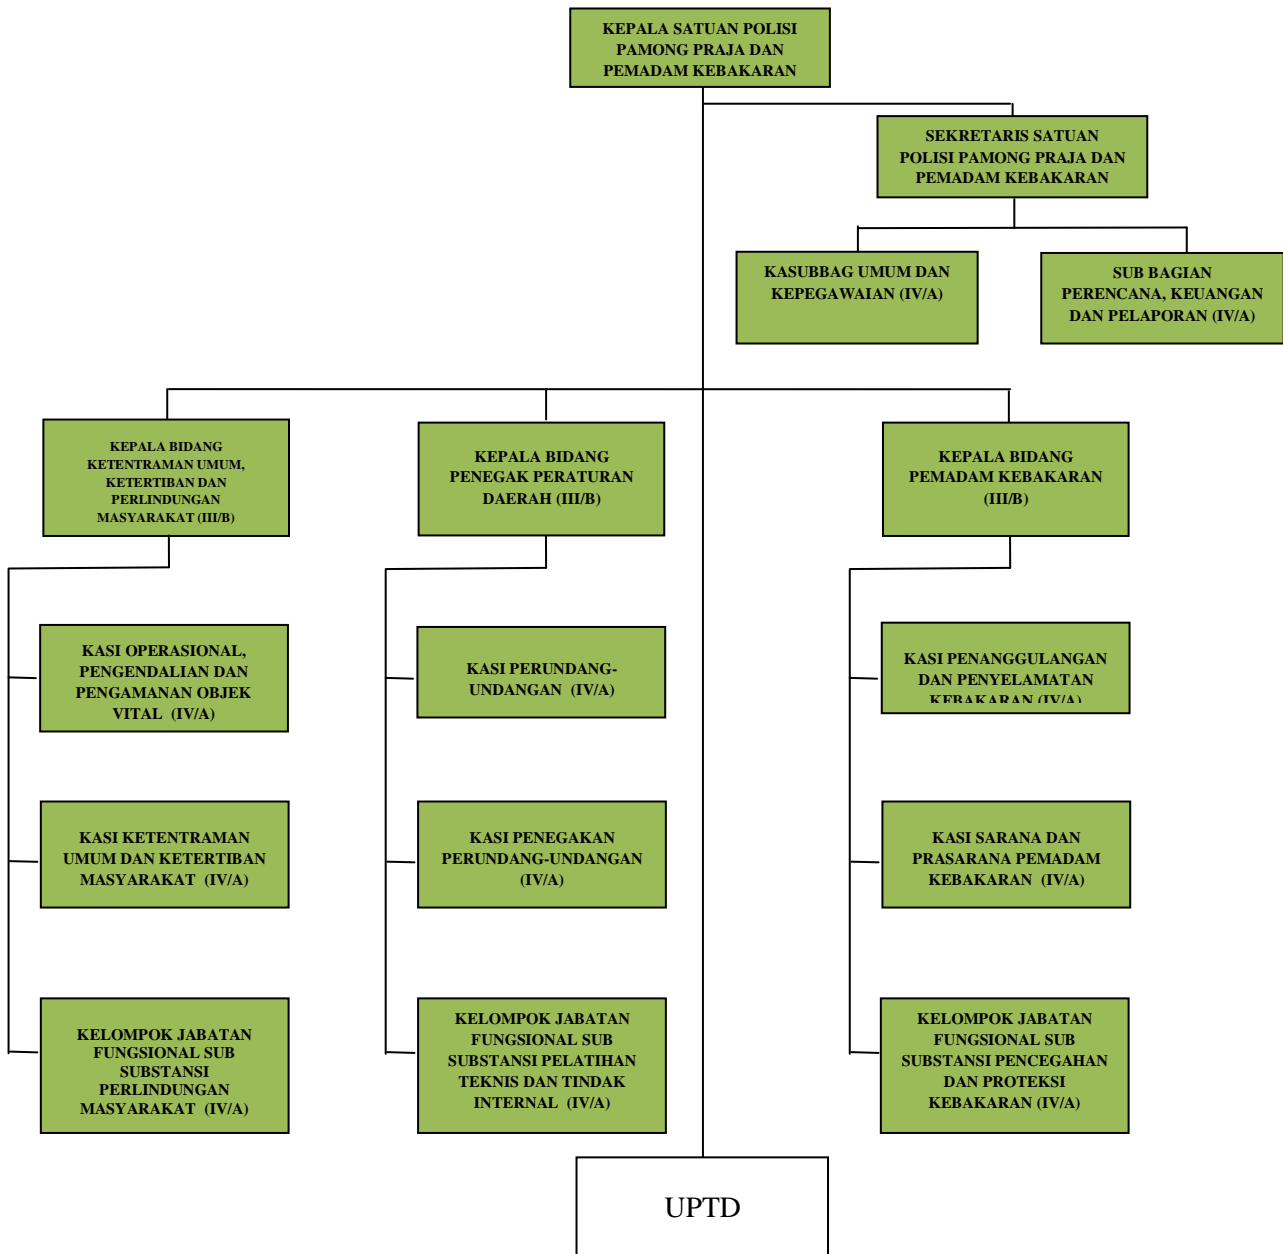 KEPALA SATUAN POLISI
PAMONG PRAJA DAN
PEMADAM KEBAKARAN
SEKRETARIS SATUAN
POLISI PAMONG PRAJA DAN
PEMADAM KEBAKARAN
KASUBBAG UMUM DAN
KEPEGAWAIAN (IV/A)
SUB BAGIAN
PERENCANA, KEUANGAN
DAN PELAPORAN (IV/A)
KEPALA BIDANG
KETENTRAMAN UMUM,
KETERTIBAN DAN
PERLINDUNGAN
MASYARAKAT (III/B)
KEPALA BIDANG
PENEGAK PERATURAN
DAERAH (III/B)
KEPALA BIDANG
PEMADAM KEBAKARAN
(III/B)
KASI OPERASIONAL,
PENGENDALIAN DAN
PENGAMANAN OBJEK
VITAL (IV/A)
KASI PERUNDANG-
UNDANGAN (IV/A)
KASI PENANGGULANGAN
DAN PENYELAMATAN
KEBAKARAN (IV/A)
KASI KETENTRAMAN
UMUM DAN KETERTIBAN
MASYARAKAT (IV/A)
KASI PENEGAKAN
PERUNDANG-UNDANGAN
(IV/A)
KASI SARANA DAN
PRASARANA PEMADAM
KEBAKARAN (IV/A)
KELOMPOK JABATAN
FUNGSIONAL SUB
SUBSTANSI
PERLINDUNGAN
MASYARAKAT (IV/A)
KELOMPOK JABATAN
FUNGSIONAL SUB
SUBSTANSI PELATIHAN
TEKNIS DAN TINDAK
INTERNAL (IV/A)
KELOMPOK JABATAN
FUNGSIONAL SUB
SUBSTANSI PENCEGAHAN
DAN PROTEKSI
KEBAKARAN (IV/A)
UPTD